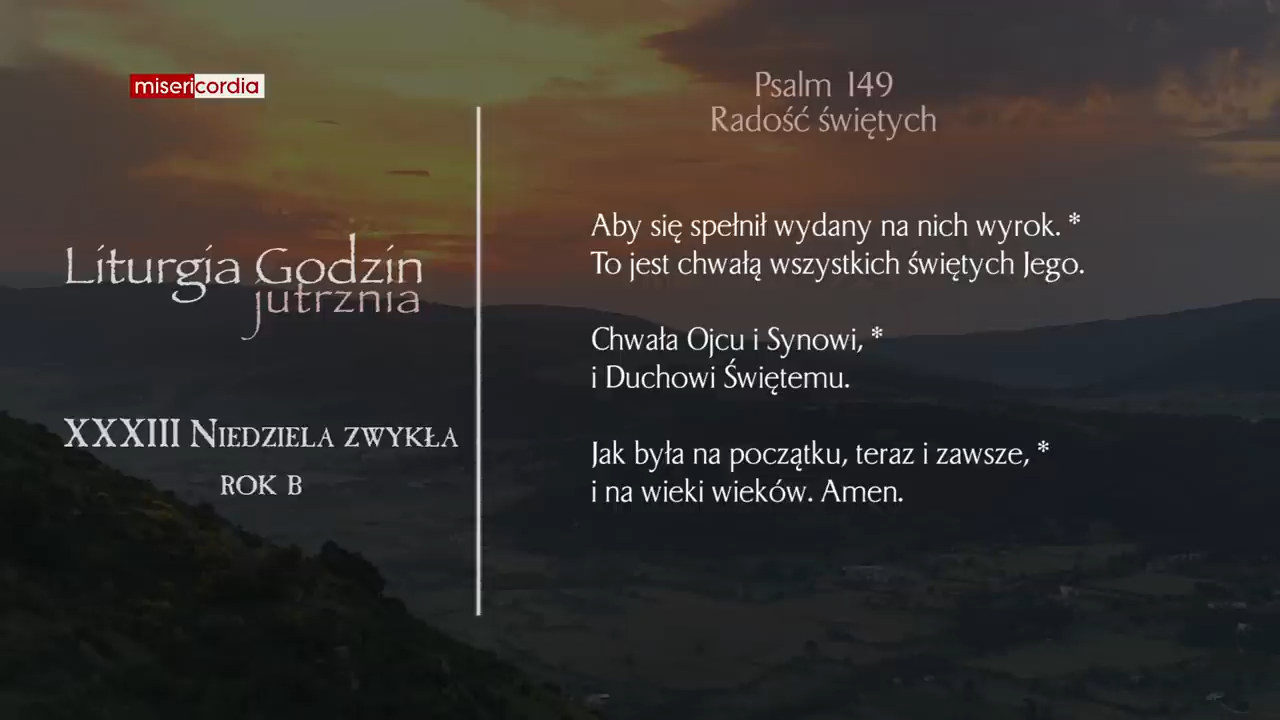 misericordia
Liturgia Godzin
jutrznia
XXXIII Niedziela zwykła
rok B
Psalm 149
Radość świętych
Aby się spełnił wydany na nich wyrok. *
To jest chwałą wszystkich świętych Jego.
Chwała Ojcu i Synowi, *
i Duchowi Świętemu.
Jak była na początku, teraz i zawsze, *
i na wieki wieków. Amen.